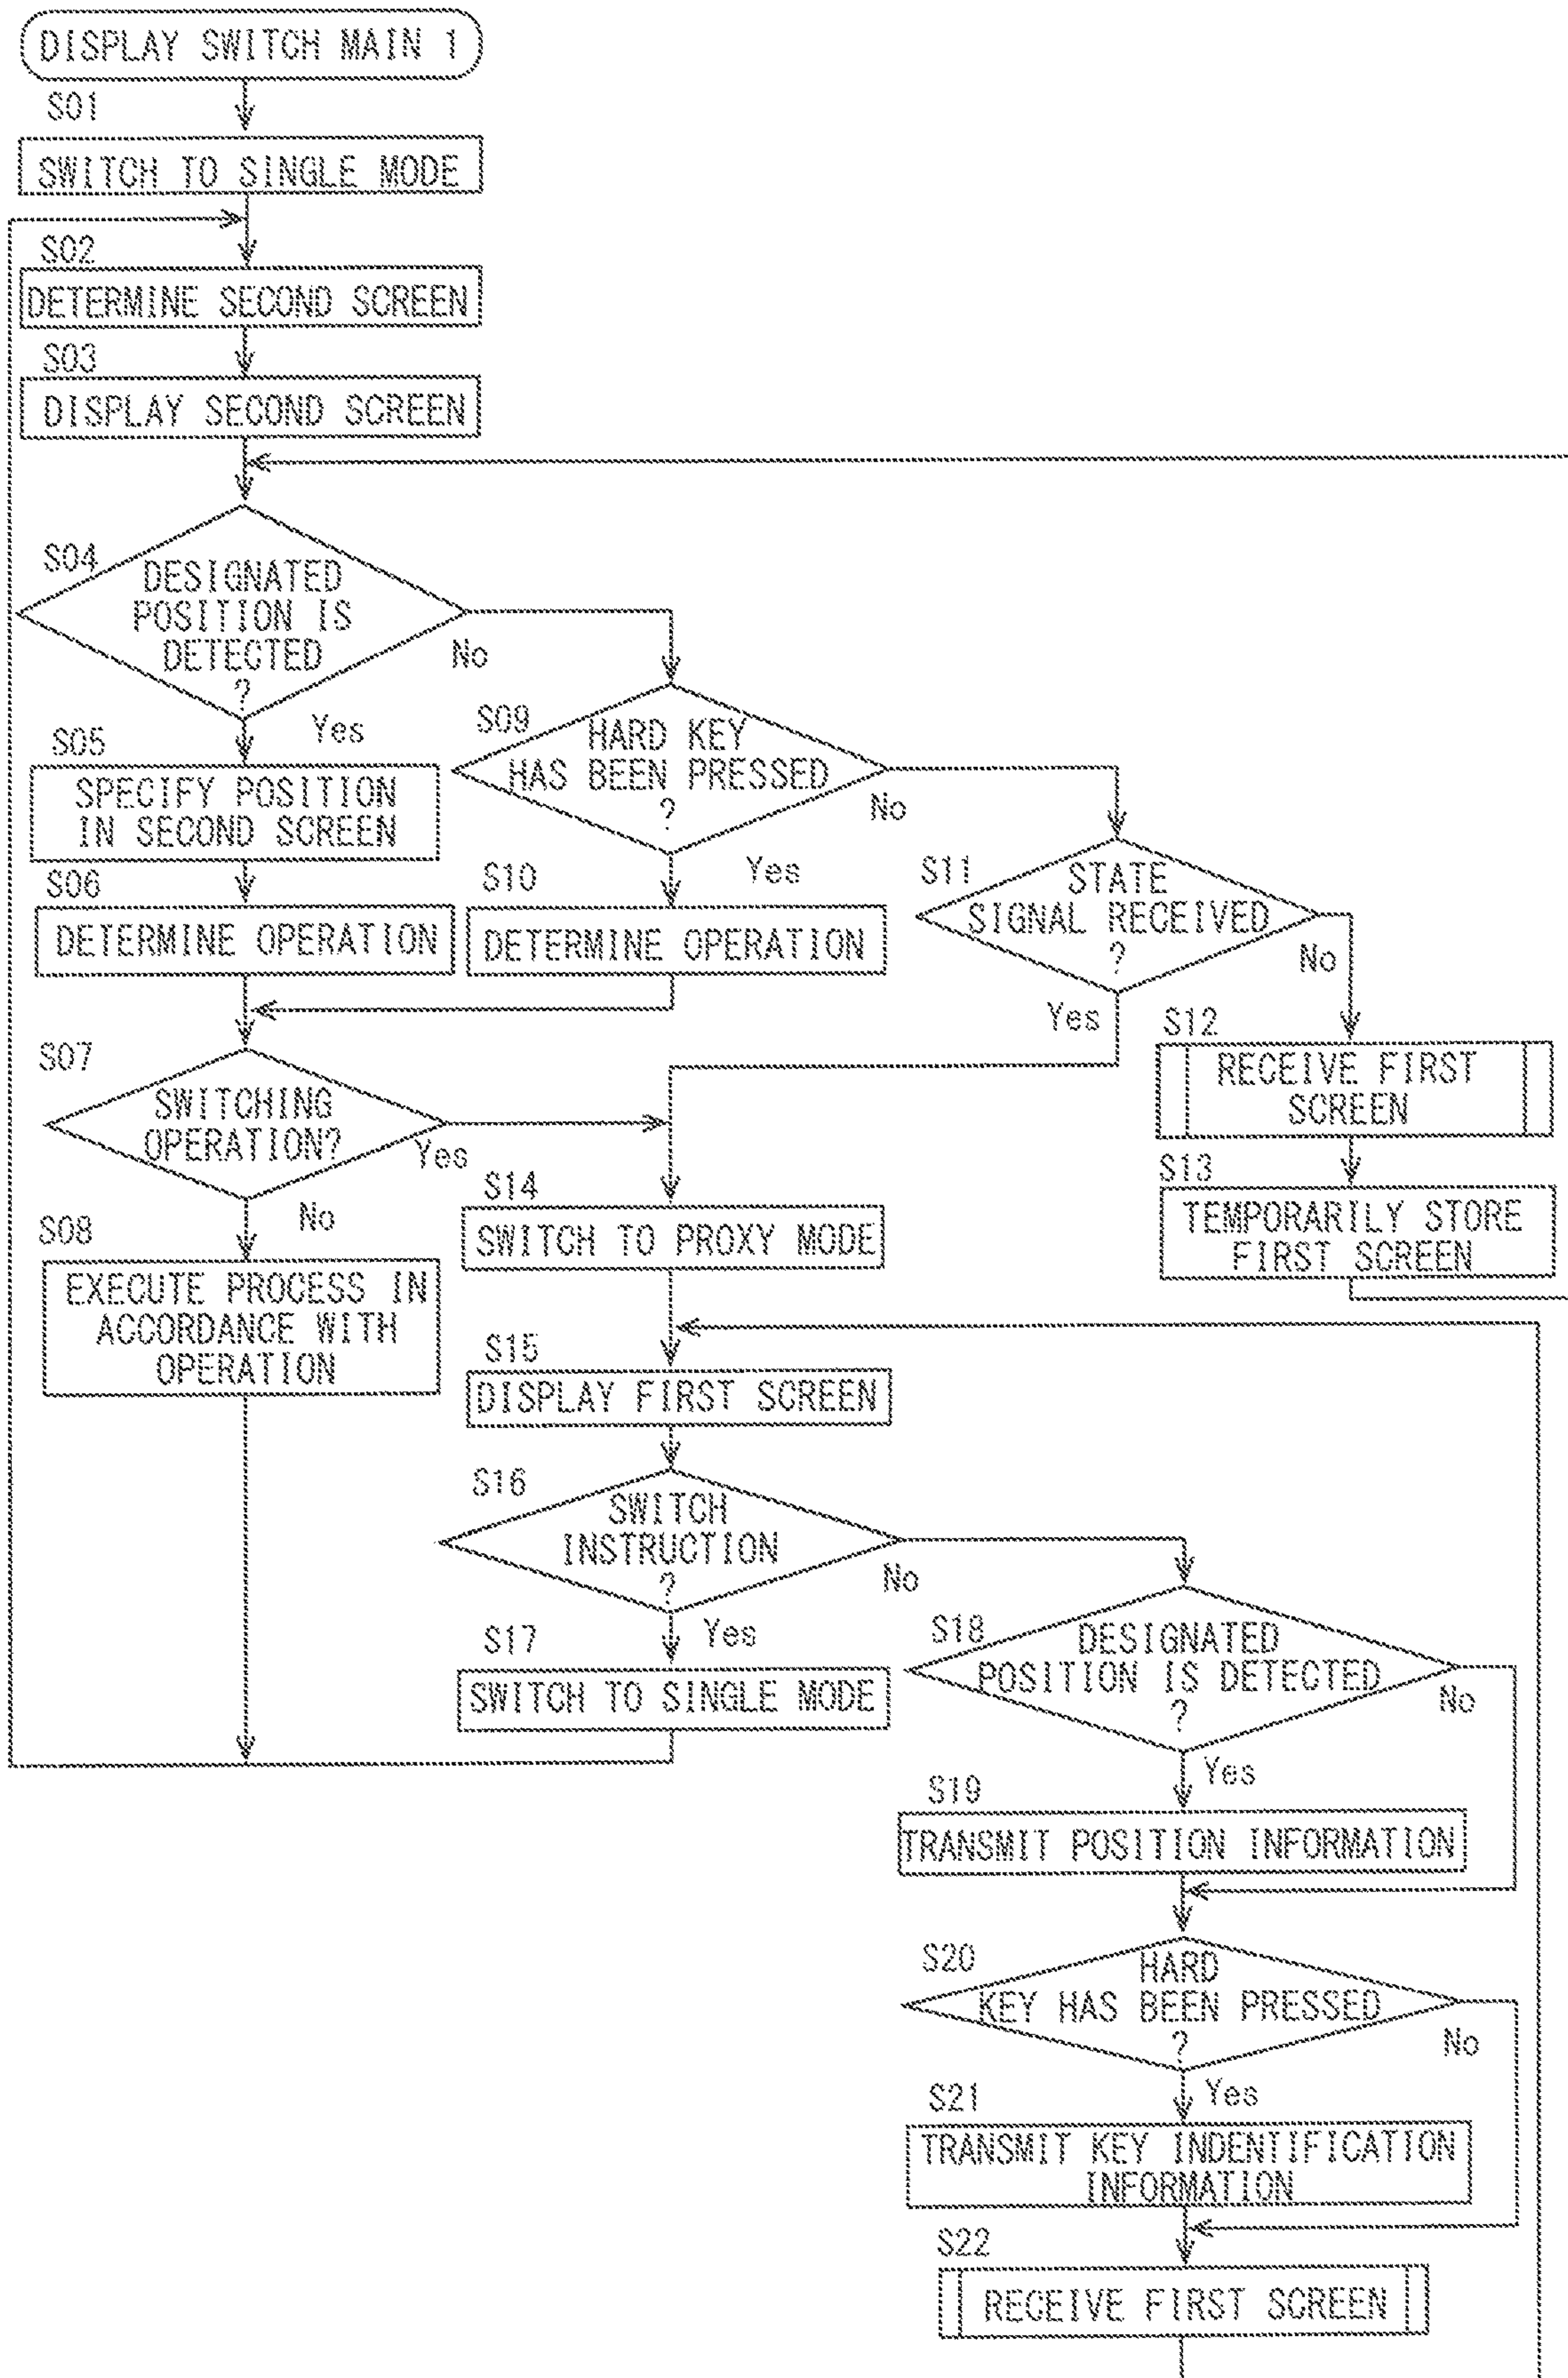 DISPLAY SWITCH MAIN 1
S01
SWITCH TO SINGLE MODE
S02
DETERMINE SECOND SCREEN
S03
DISPLAY SECOND SCREEN
S04
DESIGNATED
POSITION IS
DETECTED
?
No
Yes
S05
SPECIFY POSITION
IN SECOND SCREEN
S06
DETERMINE OPERATION
S09
HARD KEY
HAS BEEN PRESSED
?
No
Yes
S10
DETERMINE OPERATION
S11
STATE
SIGNAL RECEIVED
?
No
Yes
S12
RECEIVE FIRST
SCREEN
S13
TEMPORARILY STORE
FIRST SCREEN
S07
SWITCHING
OPERATION?
Yes
No
S08
EXECUTE PROCESS IN
ACCORDANCE WITH
OPERATION
S14
SWITCH TO PROXY MODE
S15
DISPLAY FIRST SCREEN
S16
SWITCH
INSTRUCTION
?
No
Yes
S17
SWITCH TO SINGLE MODE
S18
DESIGNATED
POSITION IS DETECTED
?
No
Yes
S19
TRANSMIT POSITION INFORMATION
S20
HARD
KEY HAS BEEN PRESSED
?
No
Yes
S21
TRANSMIT KEY INDENTIFICATION
INFORMATION
S22
RECEIVE FIRST SCREEN